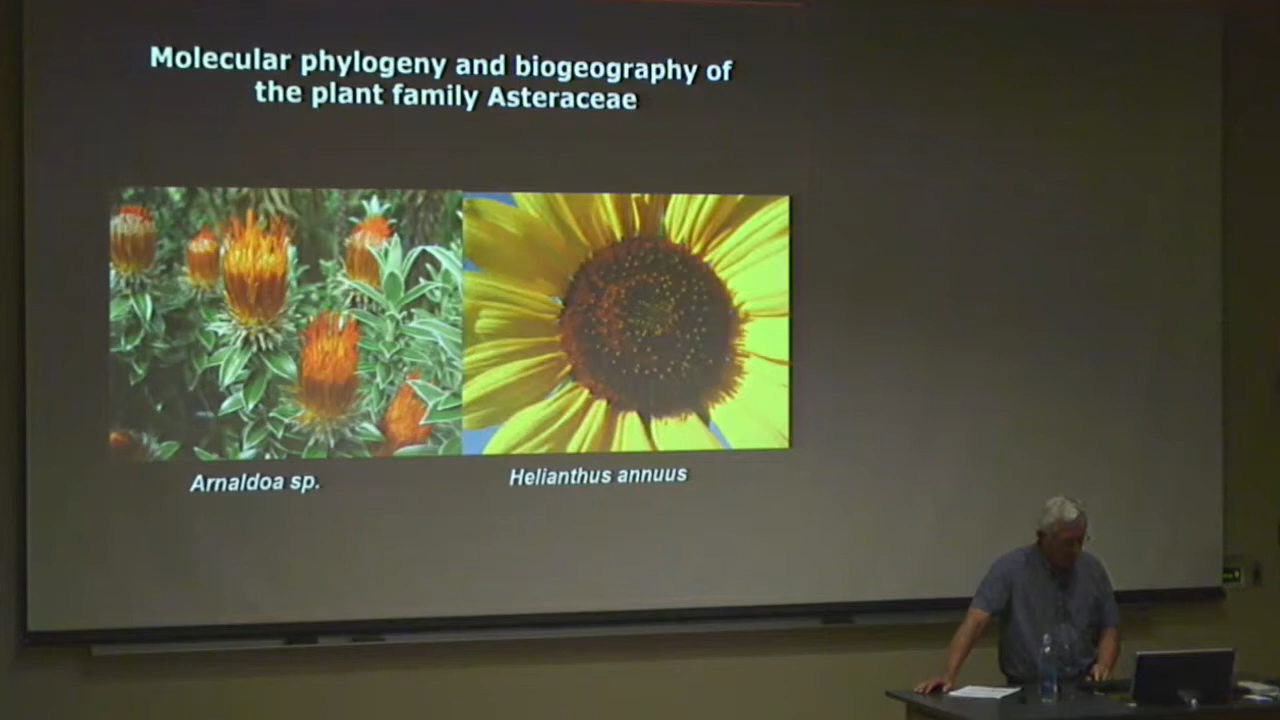 Molecular phylogeny and biogeography of
the plant family Asteraceae
Arnaldoa sp.
Helianthus annuus